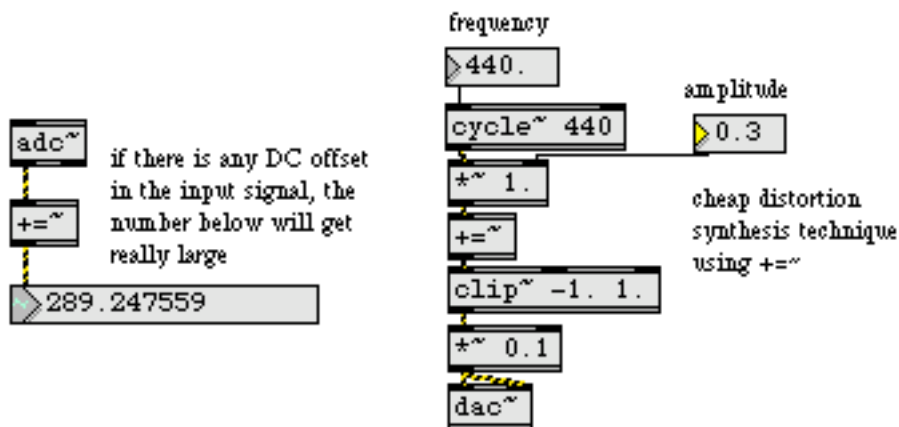 adc~
+=~
289.247559
if there is any DC offset
in the input signal, the
number below will get
really large
frequency
440.
cycle~ 440
amplitude
0.3
*~ 1.
+=~
clip~ -1. 1.
*~ 0.1
dac~
cheap distortion
synthesis technique
using +=~